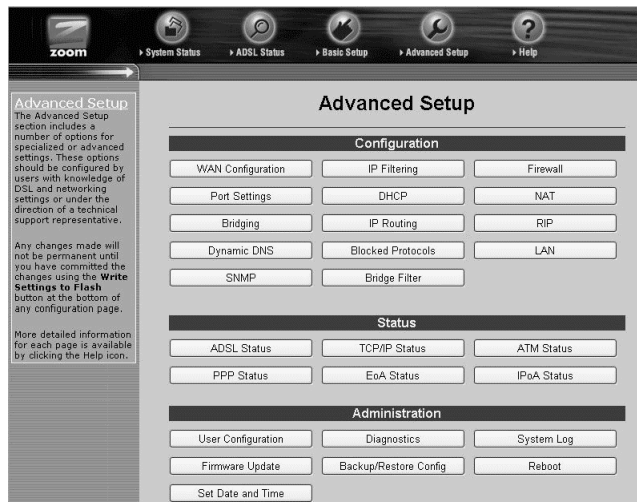 zoom
System Status
ADSL Status
Basic Setup
Advanced Setup
Help
Advanced Setup
The Advanced Setup
section includes a
number of options for
specialized or advanced
settings. These options
should be configured by
users with knowledge of
DSL and networking
settings or under the
direction of a technical
support representative.
Any changes made will
not be permanent until
you have committed the
changes using the Write
Settings to Flash
button at the bottom of
any configuration page.
More detailed information
for each page is available
by clicking the Help icon.
Advanced Setup
Configuration
WAN Configuration IP Filtering Firewall
Port Settings DHCP NAT
Bridging IP Routing RIP
Dynamic DNS Blocked Protocols LAN
SNMP Bridge Filter
Status
ADSL Status TCP/IP Status ATM Status
PPP Status EoA Status IPoA Status
Administration
User Configuration Diagnostics System Log
Firmware Update Backup/Restore Config Reboot
Set Date and Time